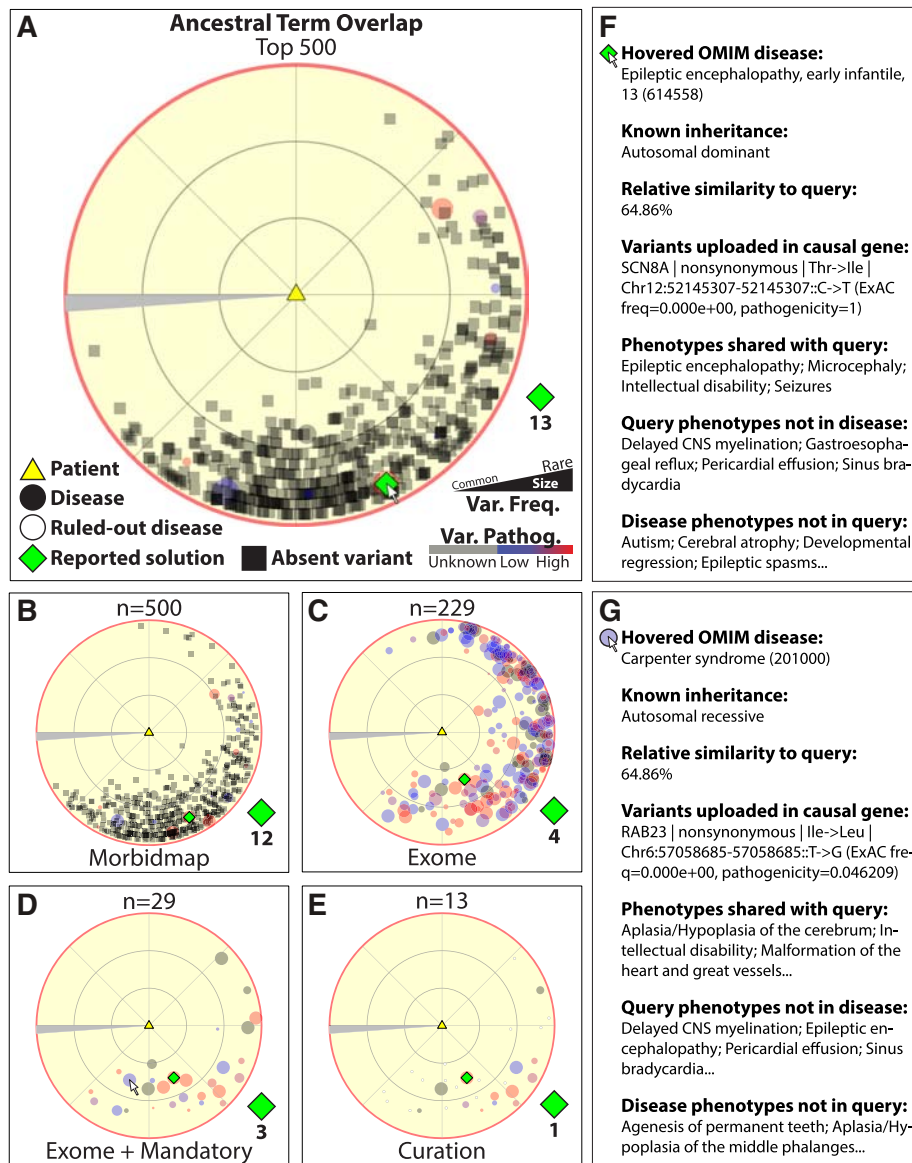 A
Ancestral Term Overlap
Top 500
13
Patient
Disease
Ruled-out disease
Reported solution
Absent variant
Common
Rare
Size
Var. Freq.
Var. Pathog.
Unknown Low High
B
n=500
12
Morbidmap
C
n=229
4
Exome
D
n=29
3
Exome + Mandatory
E
n=13
1
Curation
F
Hovered OMIM disease:
Epileptic encephalopathy, early infantile,
13 (614558)
Known inheritance:
Autosomal dominant
Relative similarity to query:
64.86%
Variants uploaded in causal gene:
SCN8A | nonsynonymous | Thr->Ile |
Chr12:52145307-52145307::C->T (ExAC
freq=0.000e+00, pathogenicity=1)
Phenotypes shared with query:
Epileptic encephalopathy; Microcephaly;
Intellectual disability; Seizures
Query phenotypes not in disease:
Delayed CNS myelination; Gastroesopha-
geal reflux; Pericardial effusion; Sinus bra-
dycardia
Disease phenotypes not in query:
Autism; Cerebral atrophy; Developmental
regression; Epileptic spasms...
G
Hovered OMIM disease:
Carpenter syndrome (201000)
Known inheritance:
Autosomal recessive
Relative similarity to query:
64.86%
Variants uploaded in causal gene:
RAB23 | nonsynonymous | Ile->Leu |
Chr6:57058685-57058685::T->G (ExAC fre-
q=0.000e+00, pathogenicity=0.046209)
Phenotypes shared with query:
Aplasia/Hypoplasia of the cerebrum; In-
tellectual disability; Malformation of the
heart and great vessels...
Query phenotypes not in disease:
Delayed CNS myelination; Epileptic en-
cephalopathy; Pericardial effusion; Sinus
bradycardia...
Disease phenotypes not in query:
Agenesis of permanent teeth; Aplasia/Hy-
poplasia of the middle phalanges...